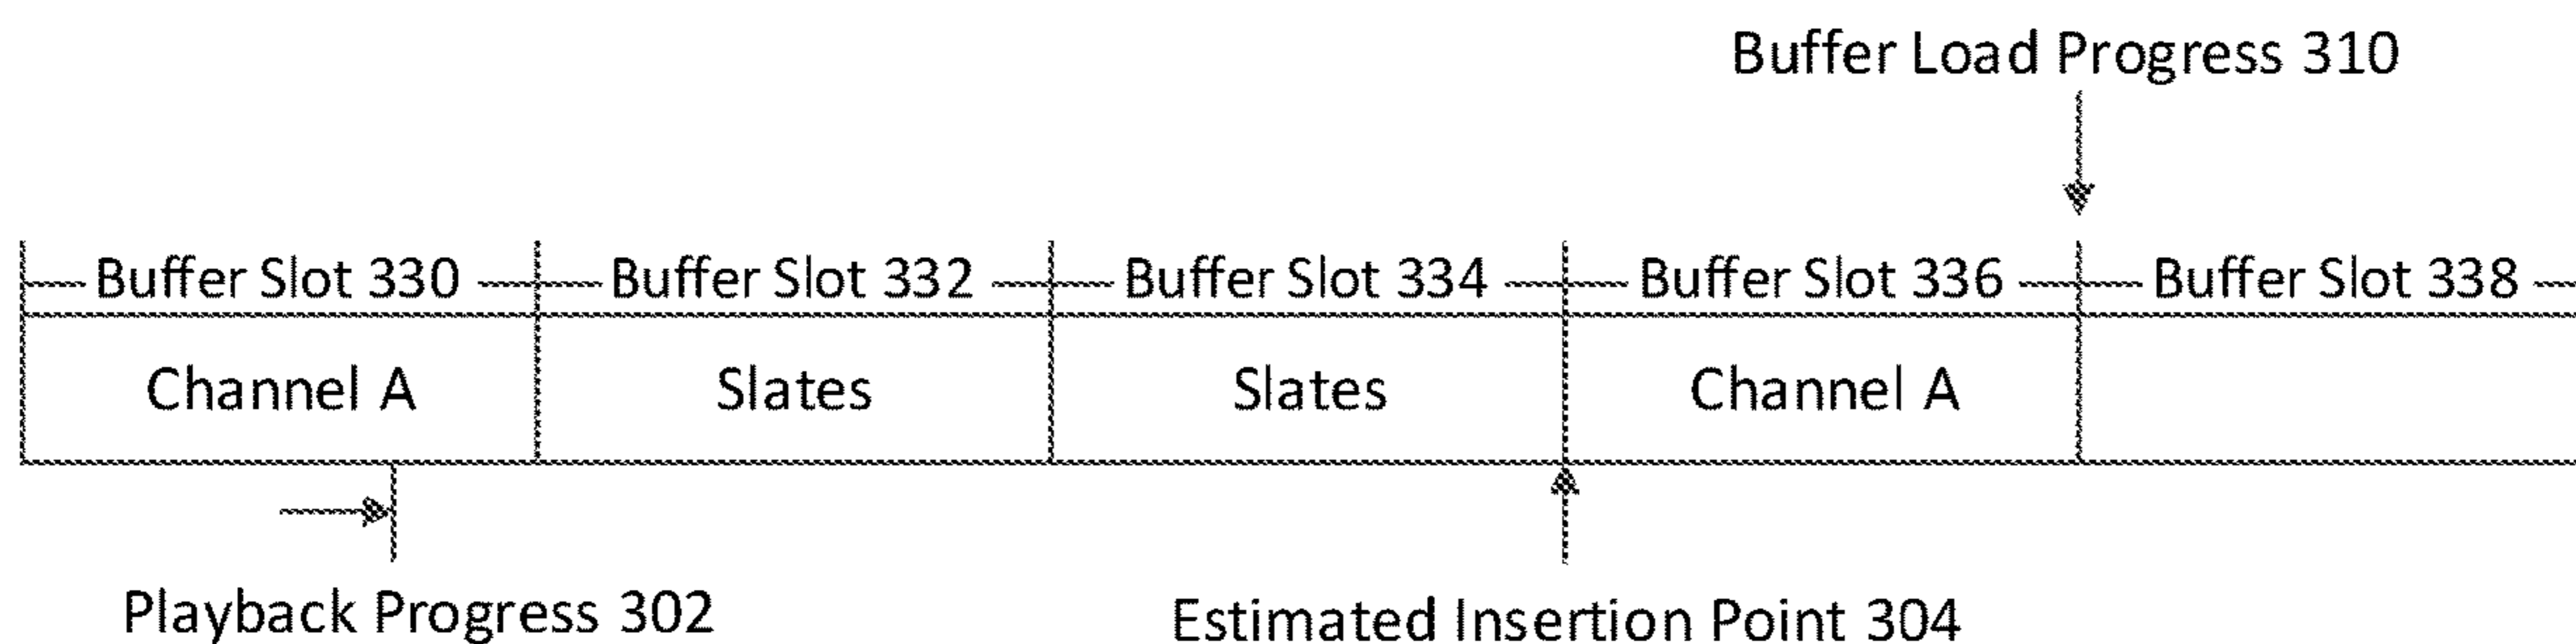 Buffer Load Progress 310
Buffer Slot 330 Buffer Slot 332 Buffer Slot 334 Buffer Slot 336 Buffer Slot 338
Channel A Slates Slates Channel A
Playback Progress 302 Estimated Insertion Point 304